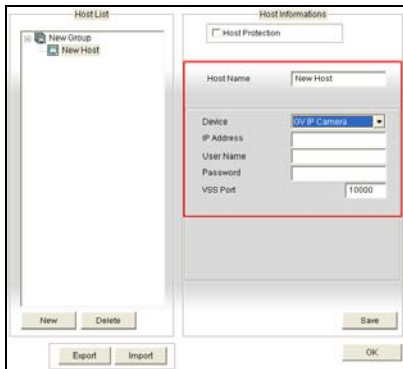 Host List
New Group
New Host
New
Delete
Export
Import
Host Informations
Host Protection
Host Name
New Host
Device
GV IP Camera
IP Address
User Name
Password
VSS Port
10000
Save
OK